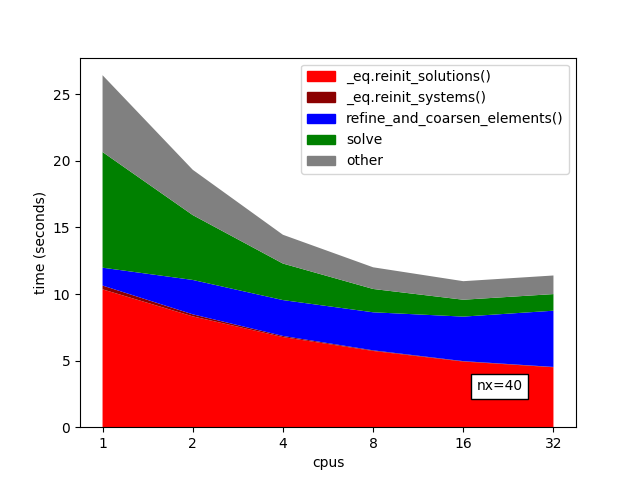 _eq.reinit_solutions()
_eq.reinit_systems()
refine_and_coarsen_elements()
solve
other
time (seconds)
25
20
15
10
5
0
nx=40
1 2 4 8 16 32
cpus